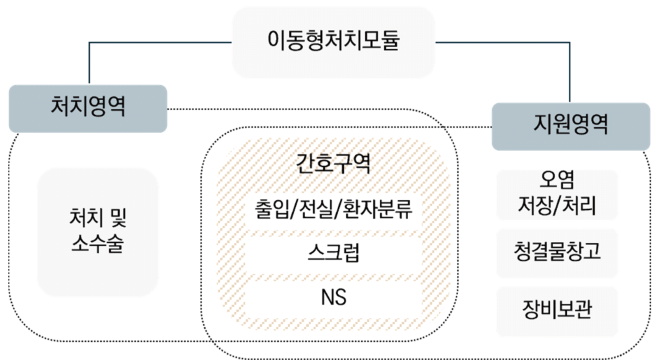 이동형처치모듈
처치영역
지원영역
처치 및
소수술
간호구역
출입/전실/환자분류
스크럽
NS
오염
저장/처리
청결물창고
장비보관